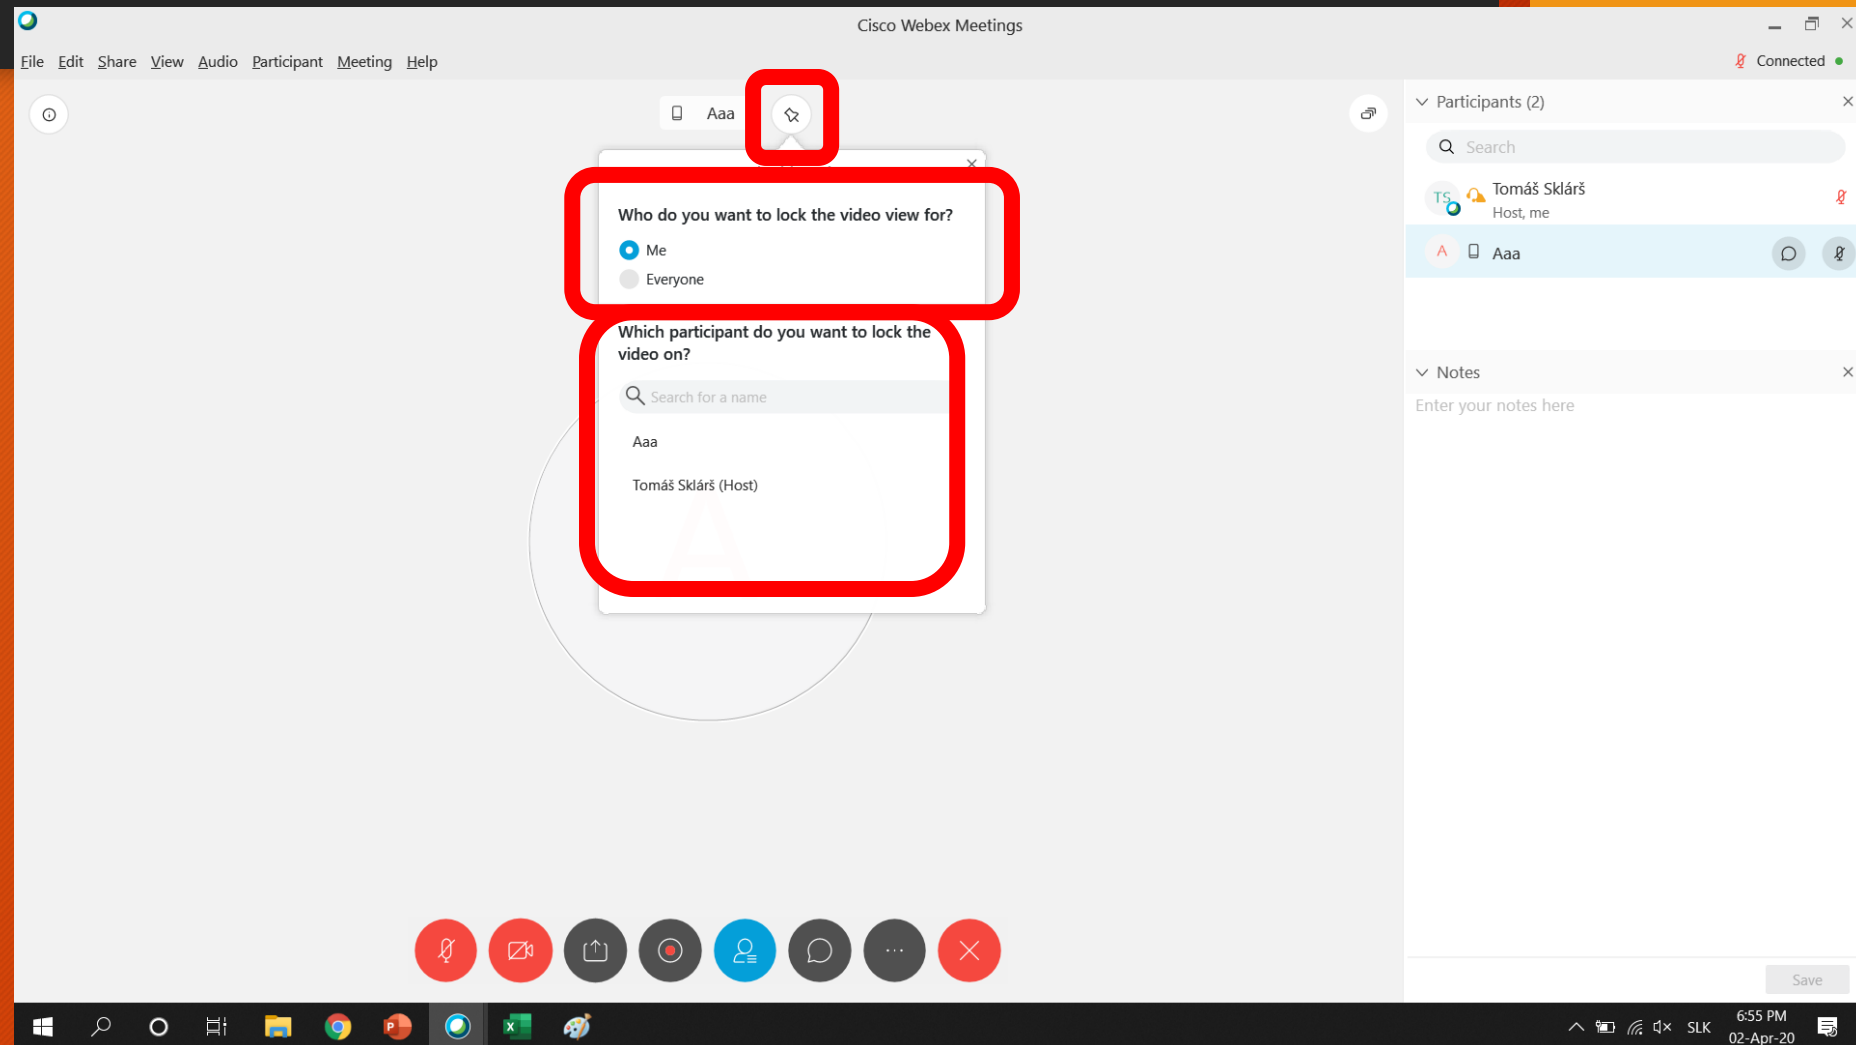 Cisco Webex Meetings
File Edit Share View Audio Participant Meeting Help
Connected
Aaa
Participants (2)
Search
TS
Tomáš Sklárš
Host, me
A
Aaa
Who do you want to lock the video view for?
Me
Everyone
Which participant do you want to lock the
video on?
Search for a name
Aaa
Tomáš Sklárš (Host)
A
Notes
Enter your notes here
Save
SLK
6:55 PM
02-Apr-20